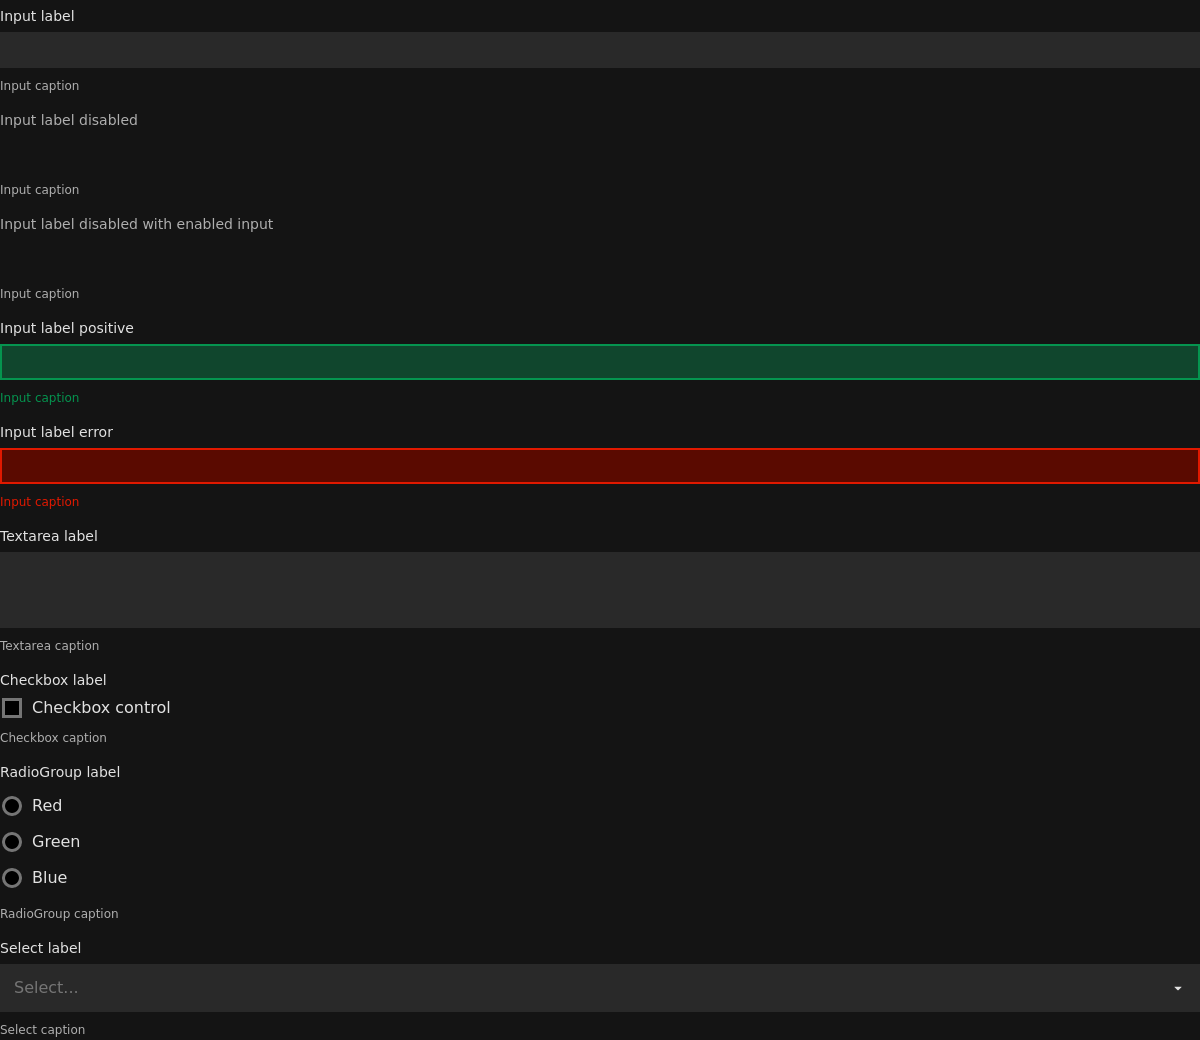 Input label
Input caption
Input label disabled
Input caption
Input label disabled with enabled input
Input caption
Input label positive
Input caption
Input label error
Input caption
Textarea label
Textarea caption
Checkbox label
Checkbox control
Checkbox caption
RadioGroup label
Red
Green
Blue
RadioGroup caption
Select label
Select...
Select caption